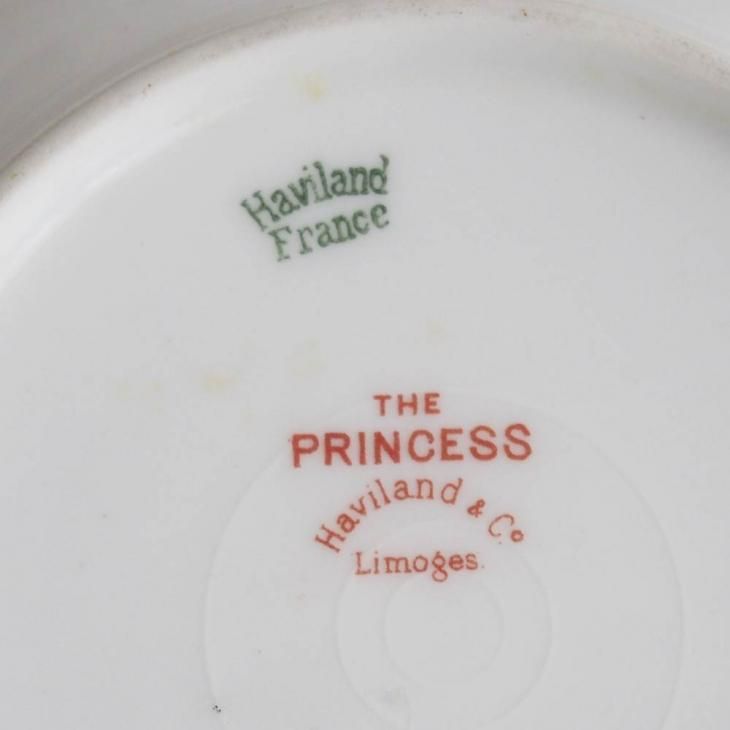 Haviland
France
THE
PRINCESS
Haviland & Co
Limoges.